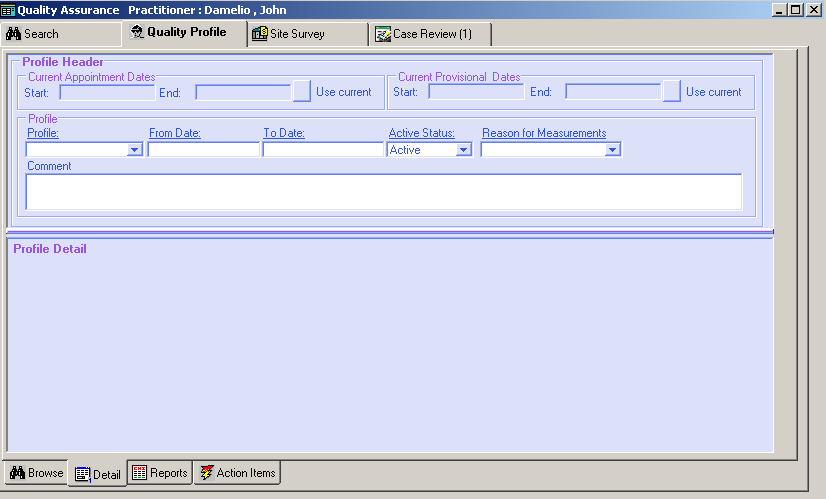 Quality Assurance   Practitioner : Damelio , John
Search   Quality Profile   Site Survey   Case Review (1)
Profile Header
Current Appointment Dates   Current Provisional  Dates
Start:   End:   Use current   Start:   End:   Use current
Profile
Profile:   From Date:   To Date:   Active Status:   Reason for Measurements
Active
Comment
Profile Detail
Browse   Detail   Reports   Action Items